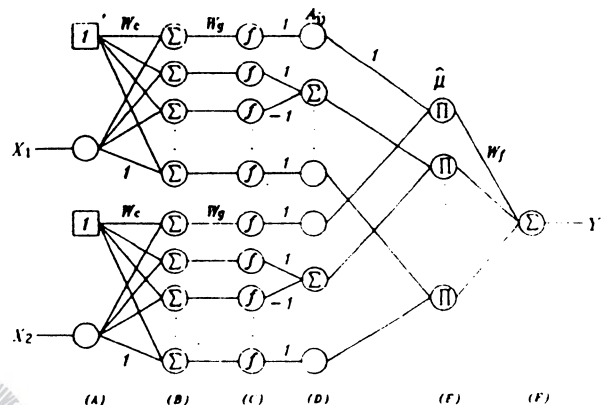 1 Wc Σ Wg f 1 Aij
Σ f 1 Σ 1
Σ f -1
X1 1 Σ f 1
μ̂
Π
Π Wf
1 Wc Σ Wg f 1
Σ f 1 Σ Σ Y
Σ f -1
Π
X2 1 Σ f 1
(A) (B) (C) (D) (E) (F)